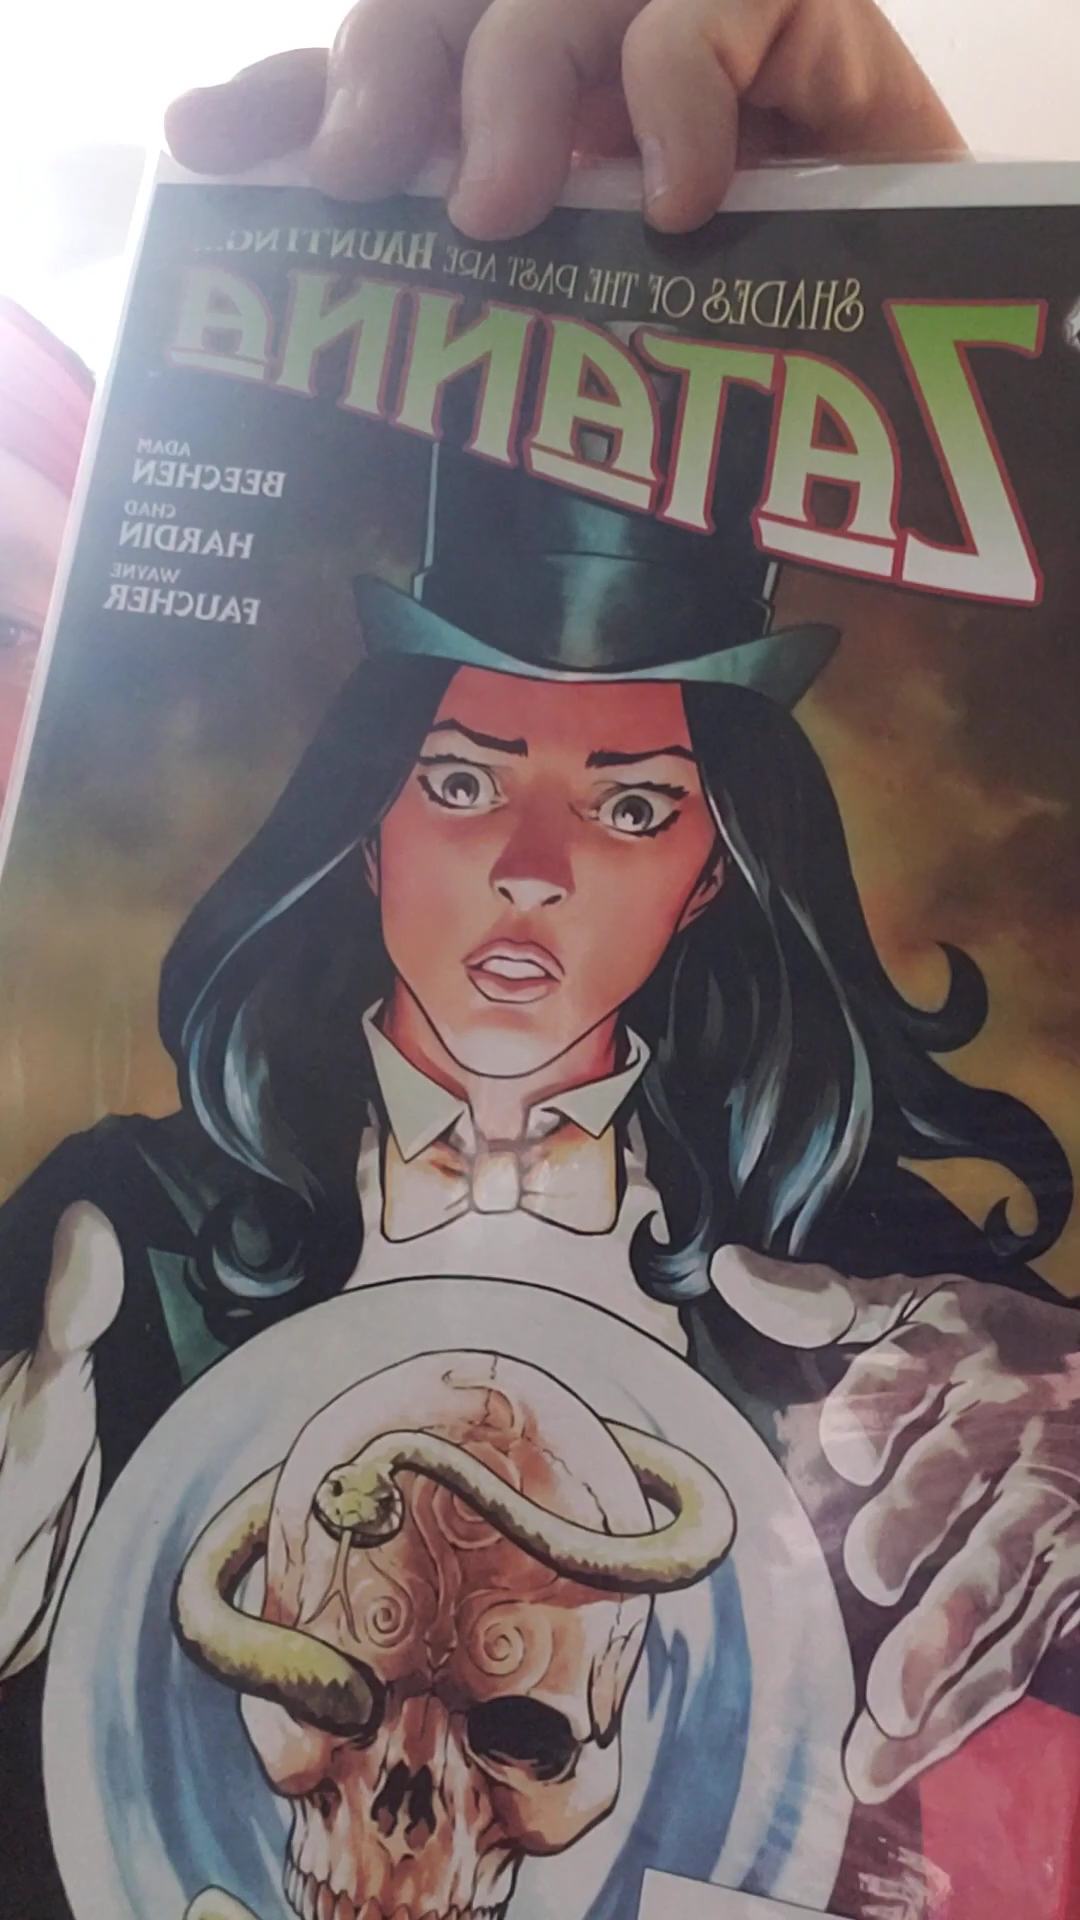 SHADES OF THE PAST ARE HAUNTING...
ZATANNA
ADAM
BEECHEN
CHAD
HARDIN
WAYNE
FAUCHER